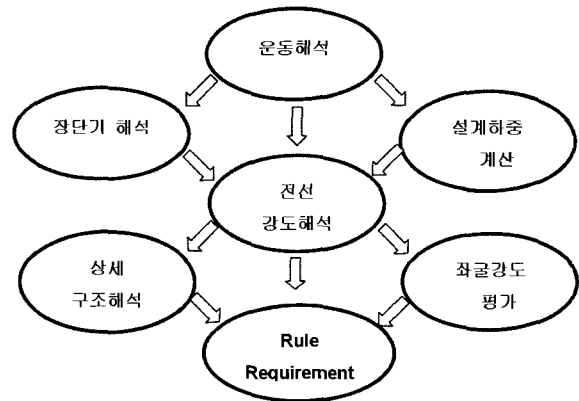 운동해석
장단기 해석
설계하중
계산
전선
강도해석
상세
구조해석
좌굴강도
평가
Rule
Requirement